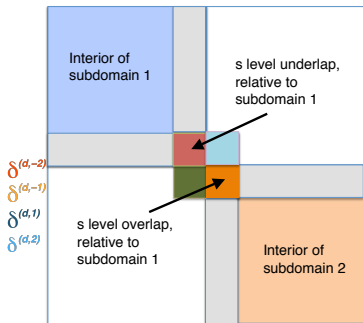 Interior of
subdomain 1
s level underlap,
relative to
subdomain 1
δ(d,-2)
δ(d,-1)
δ(d,1)
δ(d,2)
s level overlap,
relative to
subdomain 1
Interior of
subdomain 2